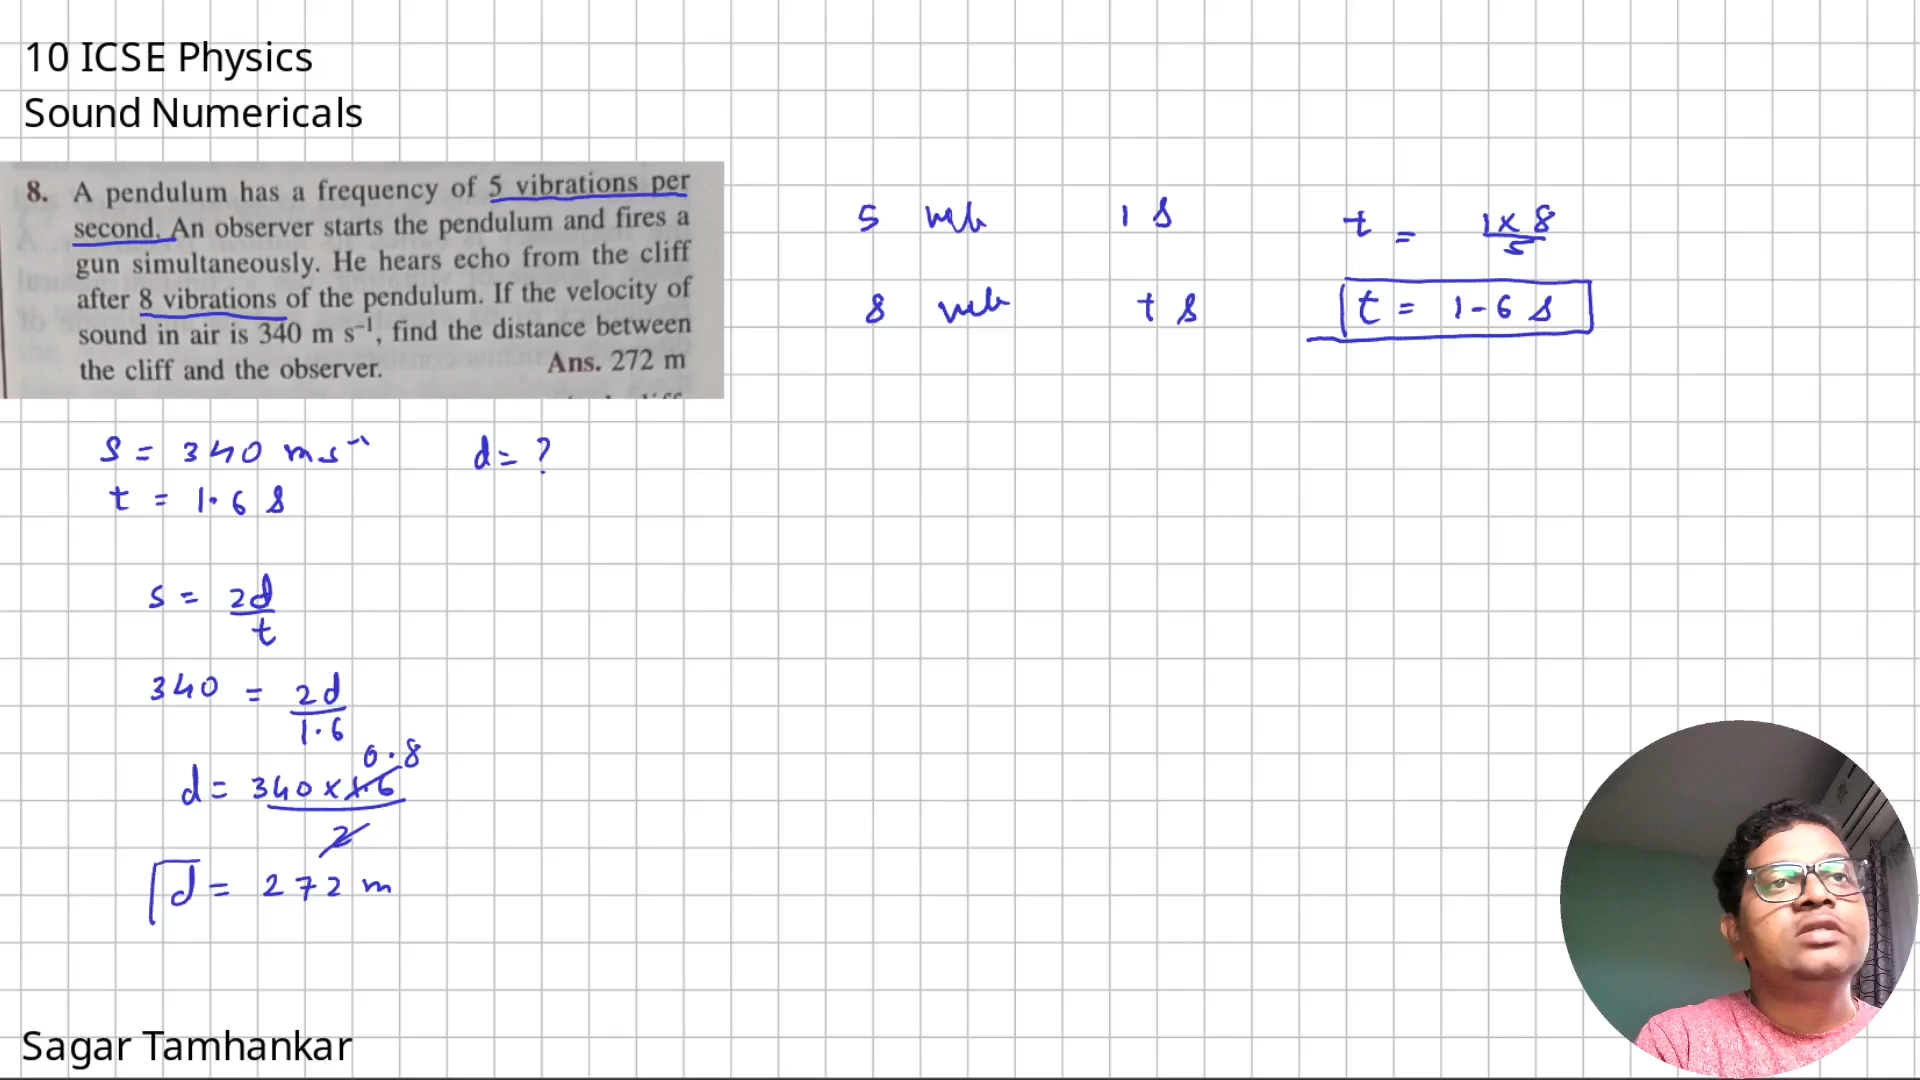 10 ICSE Physics
Sound Numericals
8. A pendulum has a frequency of 5 vibrations per
second. An observer starts the pendulum and fires a
gun simultaneously. He hears echo from the cliff
after 8 vibrations of the pendulum. If the velocity of
sound in air is 340 m s⁻¹, find the distance between
the cliff and the observer. Ans. 272 m
5 vib 1 s
8 vib t s
t = 1 x 8 / 5
t = 1-6 s
S = 340 ms⁻¹ d = ?
t = 1.6 s
s = 2d / t
340 = 2d / 1.6
0.8
d = 340 x 1.6 / 2
d = 272 m
Sagar Tamhankar